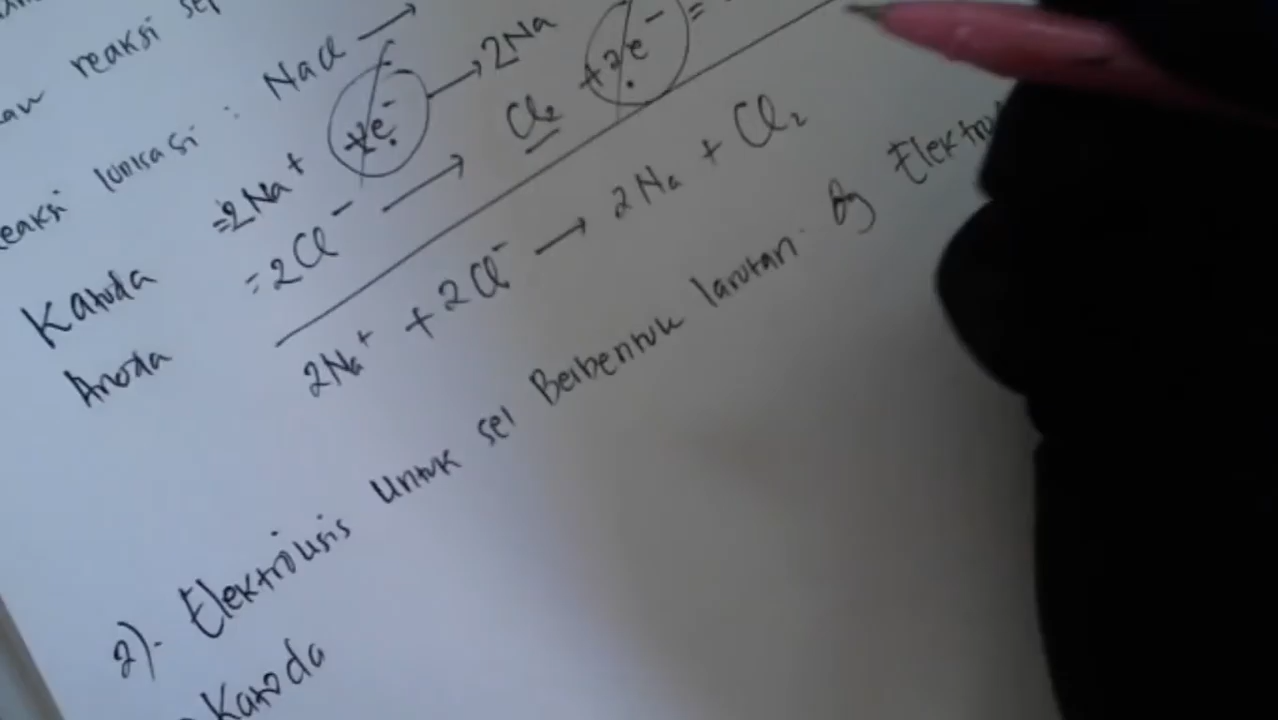 reaksi
Reaksi Ionisasi : NaCl →
Katoda =2Na+ +2e- → 2Na
Anoda =2Cl- → Cl2 +2e- =
2Na+ + 2Cl- → 2Na + Cl2
2). Elektrolisis Untuk sel Berbentuk larutan dg
Katoda